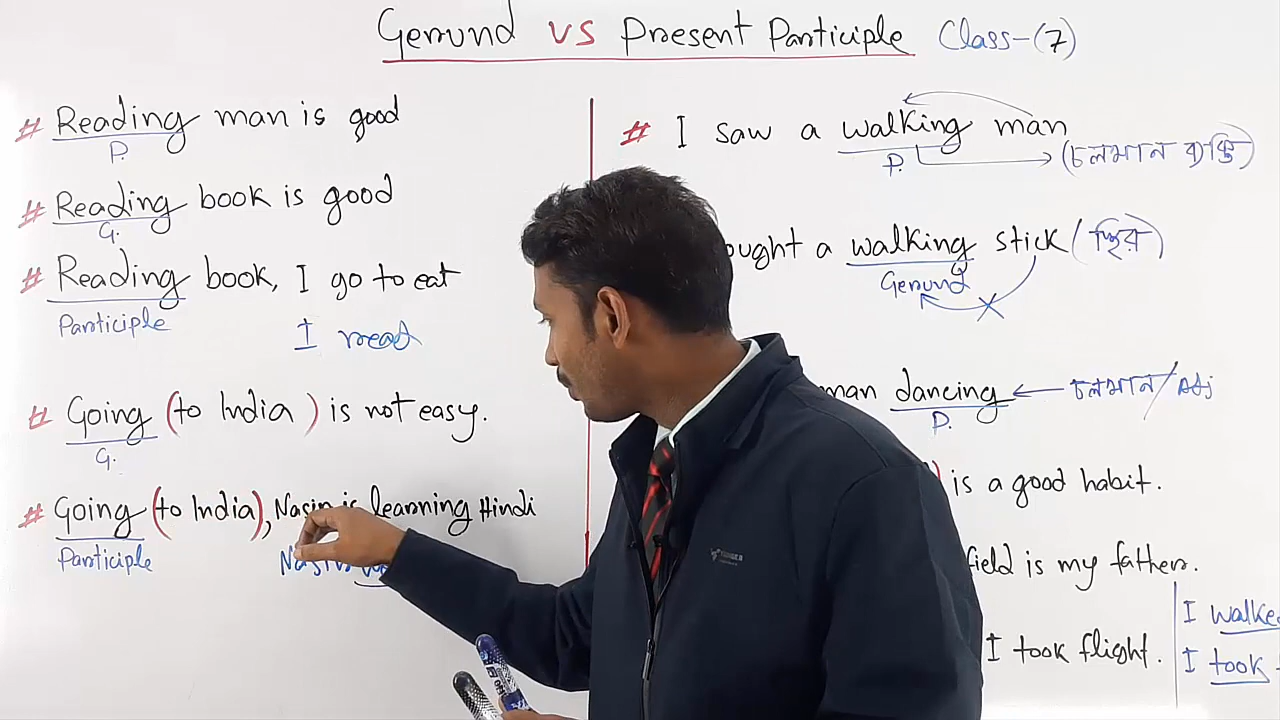 Gerund vs Present Participle Class-(7)
# Reading man is good
P.
# Reading book is good
G.
# Reading book, I go to eat
Participle I read
# Going (to India) is not easy.
G.
# Going (to India), Nasir is learning Hindi
Participle
# I saw a walking man
P. (চলমান ব্যক্তি)
ought a walking stick (স্থির)
Gerund
man dancing ← চলমান / Adj
P.
) is a good habit.
field is my father.
I took flight.
I walke
I took